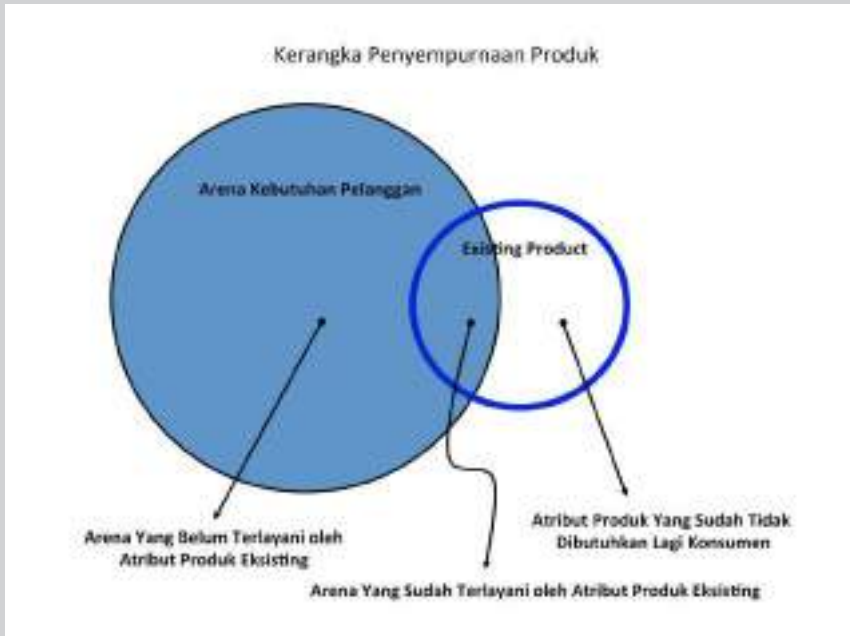 Kerangka Penyempurnaan Produk
Arena Kebutuhan Pelanggan
Existing Product
Arena Yang Belum Terlayani oleh
Atribut Produk Eksisting
Atribut Produk Yang Sudah Tidak
Dibutuhkan Lagi Konsumen
Arena Yang Sudah Terlayani oleh Atribut Produk Eksisting